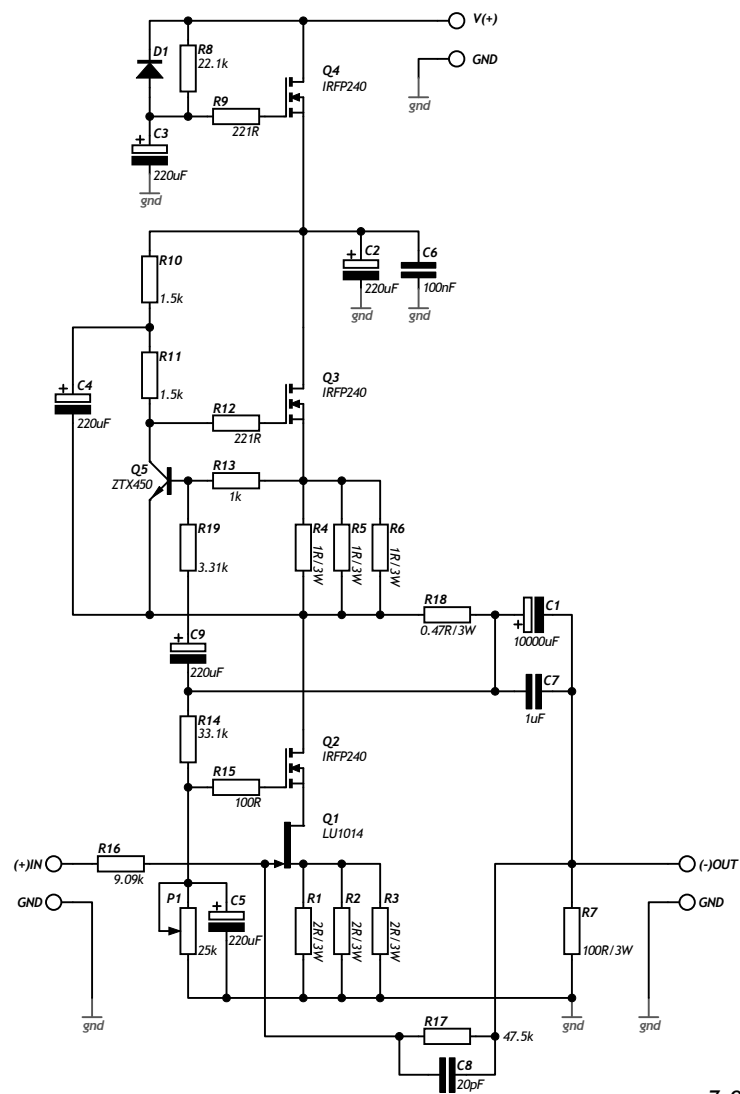 V(+)
D1
R8
22.1k
GND
Q4
IRFP240
gnd
R9
221R
C3
+
220uF
gnd
R10
1.5k
C2
+
220uF
gnd
C6
100nF
gnd
R11
1.5k
C4
+
220uF
Q3
IRFP240
R12
221R
Q5
ZTX450
R13
1k
R19
3.31k
R4
1R/3W
R5
1R/3W
R6
1R/3W
R18
0.47R/3W
C1
+
10000uF
C9
+
220uF
C7
1uF
R14
33.1k
Q2
IRFP240
R15
100R
Q1
LU1014
(+)IN
R16
9.09k
(-)OUT
GND
P1
25k
C5
+
220uF
R1
2R/3W
R2
2R/3W
R3
2R/3W
R7
100R/3W
GND
gnd
gnd
gnd
R17
47.5k
C8
20pF